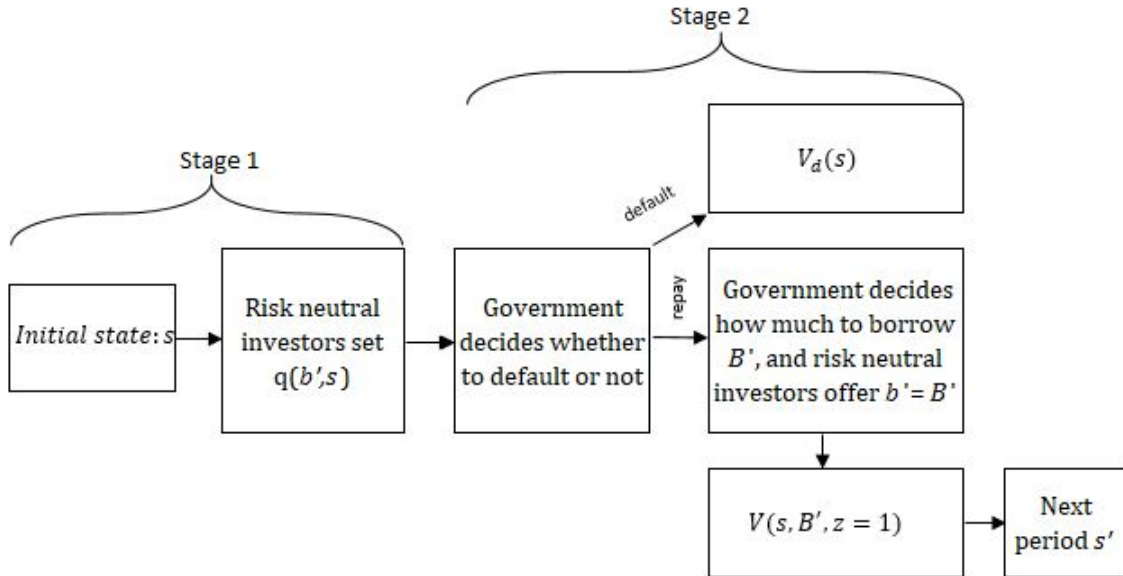 Stage 2
Stage 1
V_d(s)
default
Initial state: s
Risk neutral
investors set
q(b',s)
Government
decides whether
to default or not
repay
Government decides
how much to borrow
B', and risk neutral
investors offer b'= B'
V(s, B′, z = 1)
Next
period s′